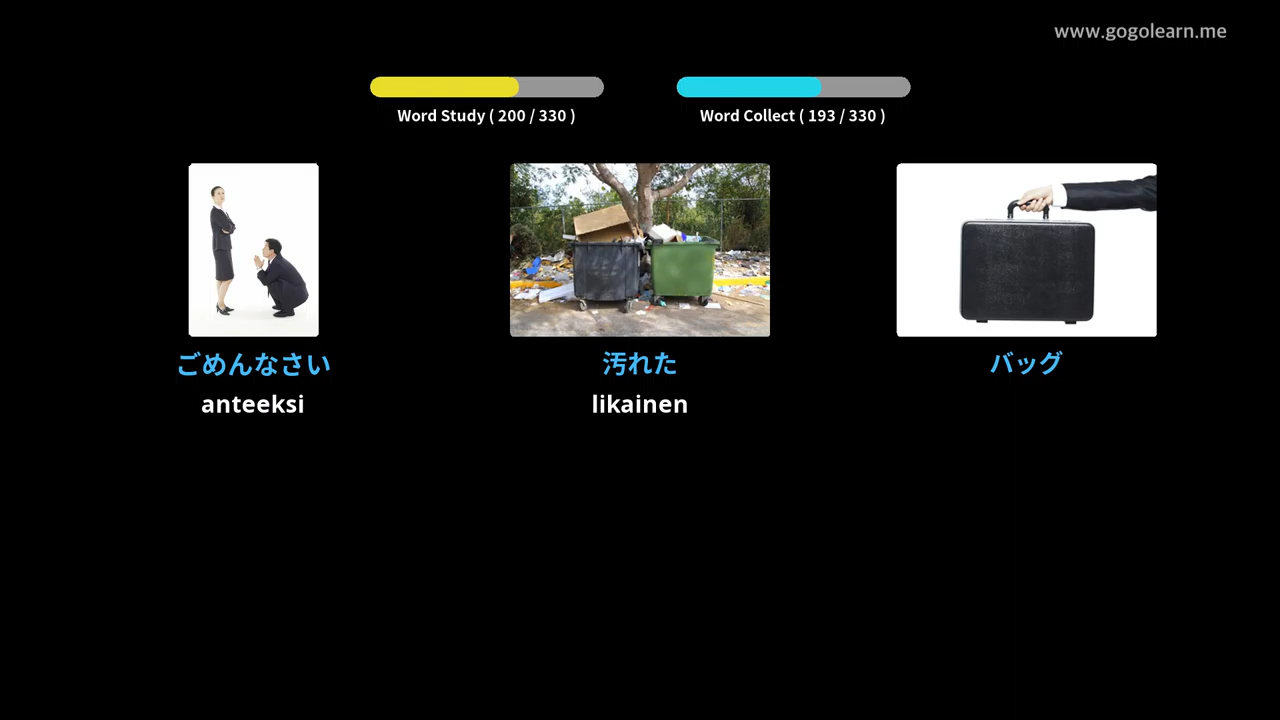 www.gogolearn.me
Word Study ( 200 / 330 )
Word Collect ( 193 / 330 )
ごめんなさい
anteeksi
汚れた
likainen
バッグ